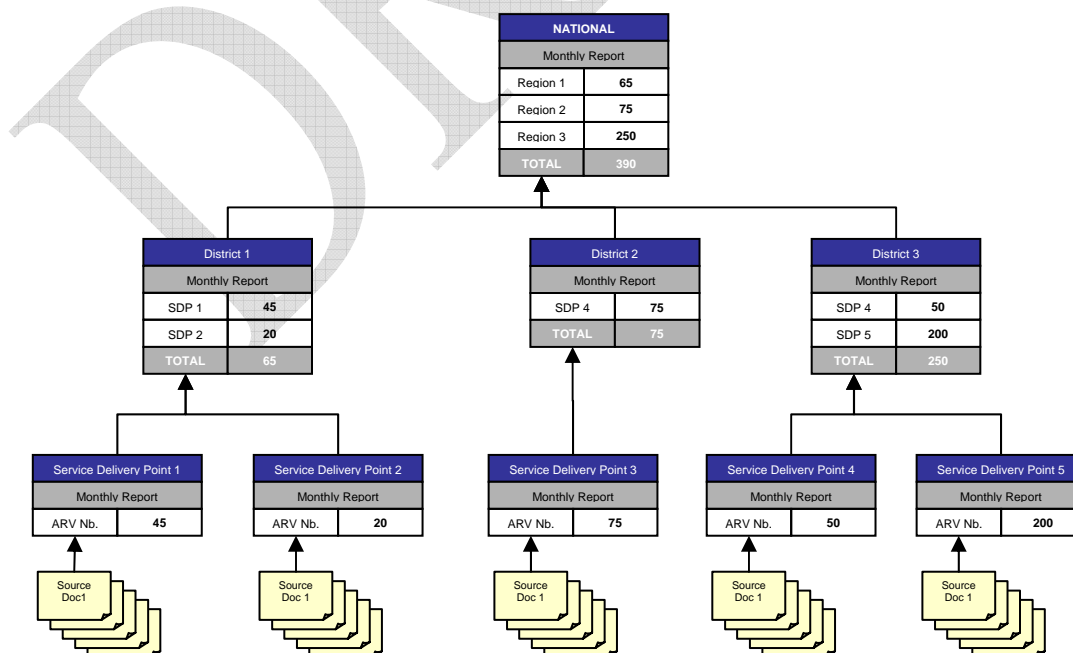 NATIONAL
Monthly Report
Region 1 65
Region 2 75
Region 3 250
TOTAL 390
District 1
Monthly Report
SDP 1 45
SDP 2 20
TOTAL 65
District 2
Monthly Report
SDP 4 75
TOTAL 75
District 3
Monthly Report
SDP 4 50
SDP 5 200
TOTAL 250
Service Delivery Point 1
Monthly Report
ARV Nb. 45
Service Delivery Point 2
Monthly Report
ARV Nb. 20
Service Delivery Point 3
Monthly Report
ARV Nb. 75
Service Delivery Point 4
Monthly Report
ARV Nb. 50
Service Delivery Point 5
Monthly Report
ARV Nb. 200
Source
Doc1
Source
Doc 1
Source
Doc 1
Source
Doc 1
Source
Doc 1